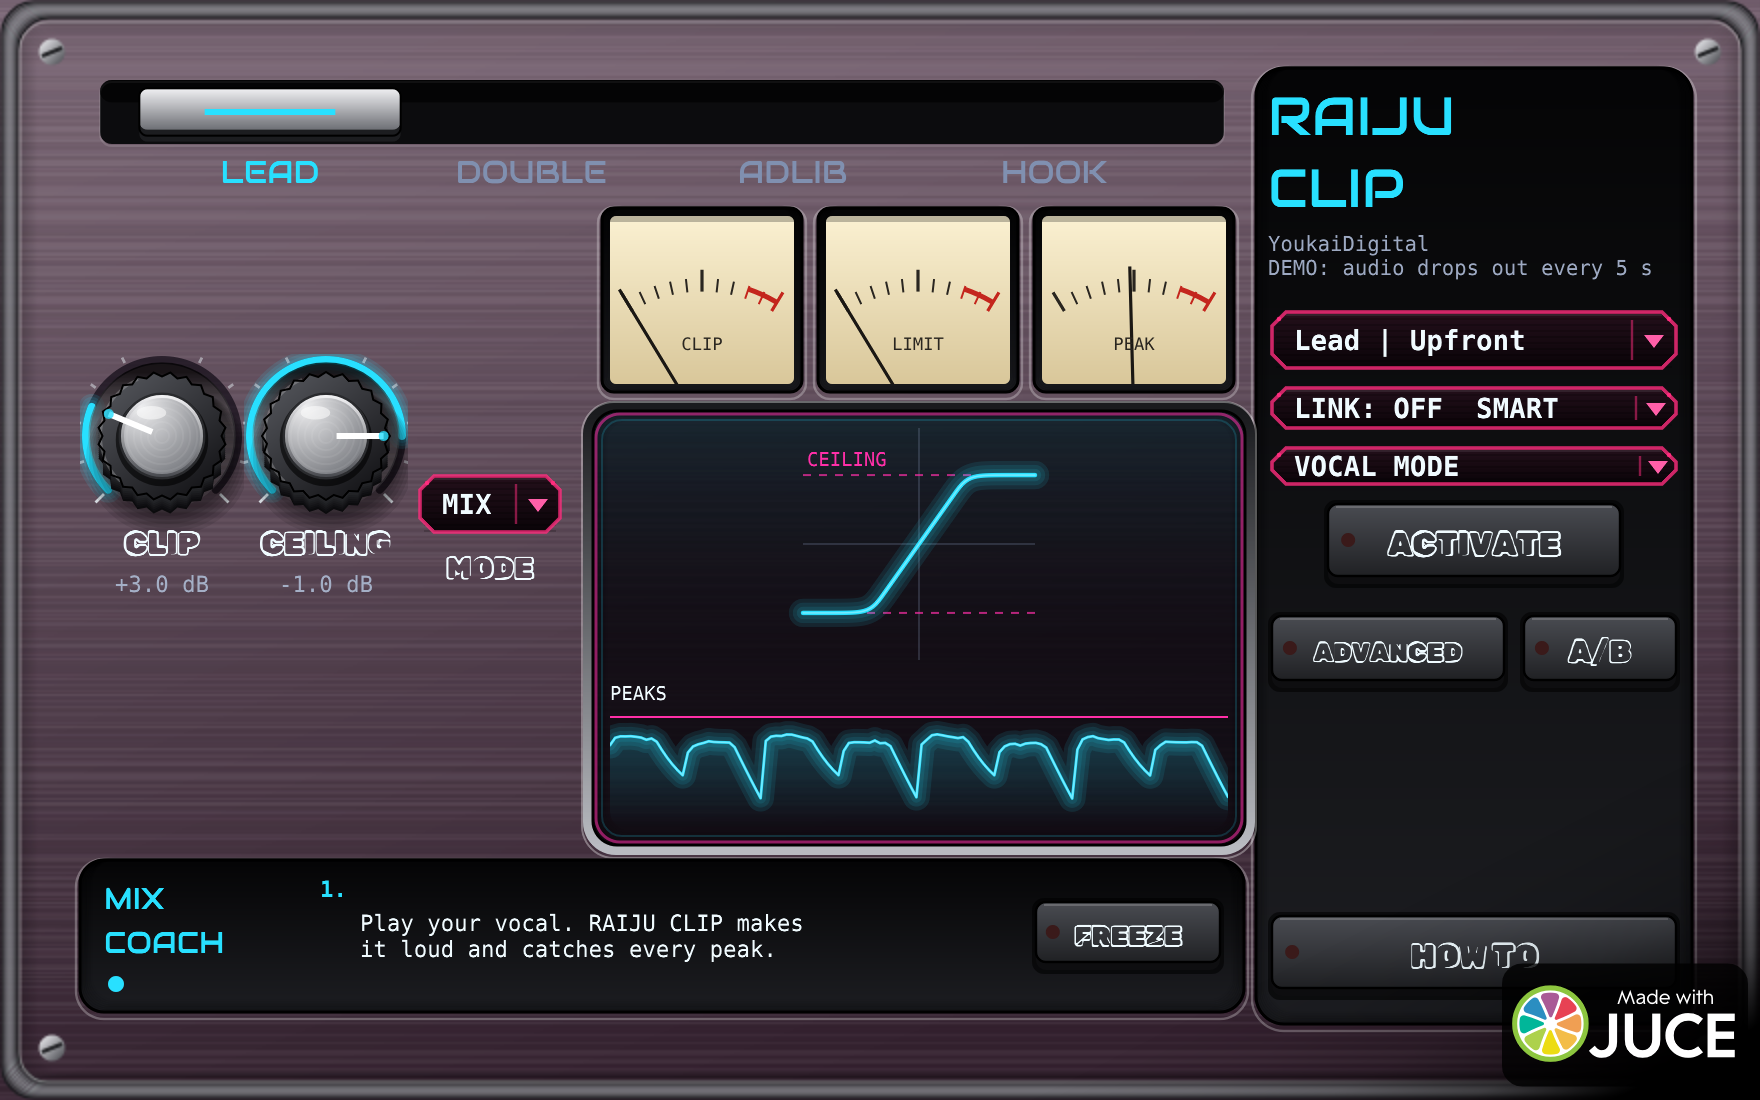 LEAD
DOUBLE
ADLIB
HOOK
RAIJU
CLIP
YoukaiDigital
DEMO: audio drops out every 5 s
CLIP
LIMIT
PEAK
Lead | Upfront
LINK: OFF SMART
VOCAL MODE
ACTIVATE
ADVANCED
A/B
CEILING
MIX
CLIP
CEILING
MODE
+3.0 dB
-1.0 dB
PEAKS
MIX
COACH
1.
Play your vocal. RAIJU CLIP makes
it loud and catches every peak.
FREEZE
HOW TO
Made with
JUCE